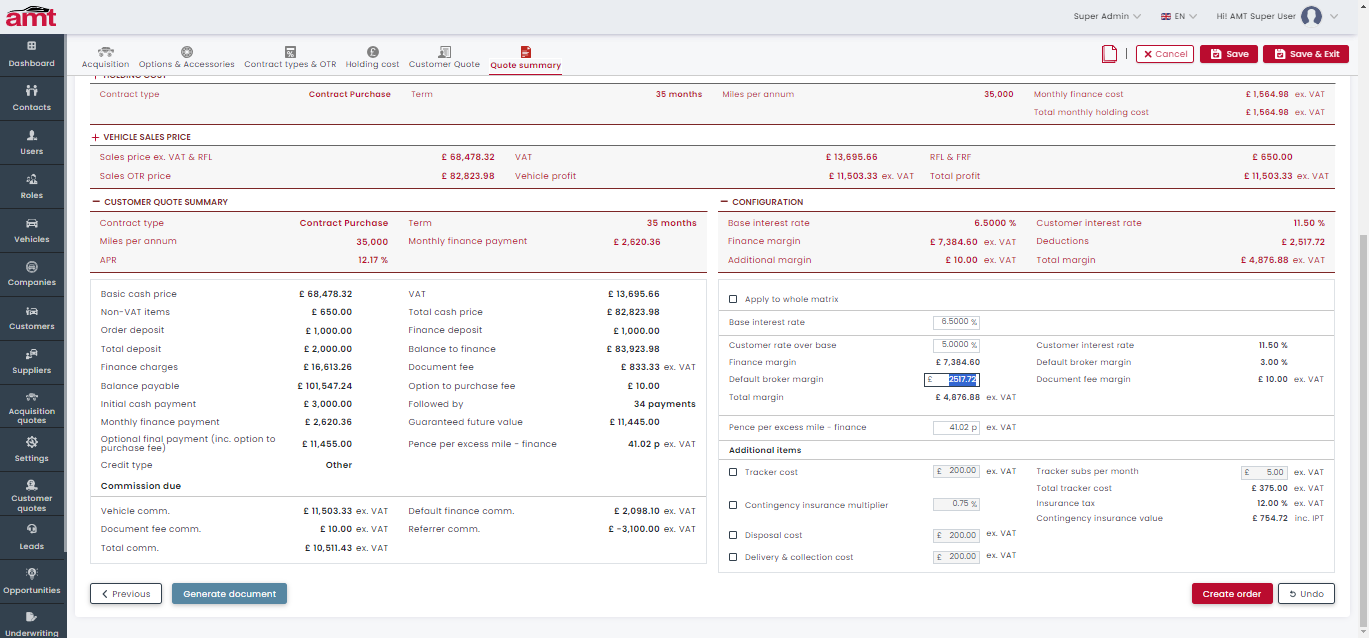 amt
Super Admin
EN
Hi! AMT Super User
Dashboard
Contacts
Users
Roles
Vehicles
Companies
Customers
Suppliers
Acquisition
quotes
Settings
Customer
quotes
Leads
Opportunities
Underwriting
Acquisition
Options & Accessories
Contract types & OTR
Holding cost
Customer Quote
Quote summary
Cancel
Save
Save & Exit
HOLDING COST
Contract type Contract Purchase Term 35 months Miles per annum 35,000 Monthly finance cost £ 1,564.98 ex. VAT
Total monthly holding cost £ 1,564.98 ex. VAT
+ VEHICLE SALES PRICE
Sales price ex. VAT & RFL £ 68,478.32 VAT £ 13,695.66 RFL & FRF £ 650.00
Sales OTR price £ 82,823.98 Vehicle profit £ 11,503.33 ex. VAT Total profit £ 11,503.33 ex. VAT
− CUSTOMER QUOTE SUMMARY
Contract type Contract Purchase Term 35 months
Miles per annum 35,000 Monthly finance payment £ 2,620.36
APR 12.17 %
Basic cash price £ 68,478.32 VAT £ 13,695.66
Non-VAT items £ 650.00 Total cash price £ 82,823.98
Order deposit £ 1,000.00 Finance deposit £ 1,000.00
Total deposit £ 2,000.00 Balance to finance £ 83,923.98
Finance charges £ 16,613.26 Document fee £ 833.33 ex. VAT
Balance payable £ 101,547.24 Option to purchase fee £ 10.00
Initial cash payment £ 3,000.00 Followed by 34 payments
Monthly finance payment £ 2,620.36 Guaranteed future value £ 11,445.00
Optional final payment (inc. option to
purchase fee) £ 11,455.00 Pence per excess mile - finance 41.02 p ex. VAT
Credit type Other
Commission due
Vehicle comm. £ 11,503.33 ex. VAT Default finance comm. £ 2,098.10 ex. VAT
Document fee comm. £ 10.00 ex. VAT Referrer comm. £ -3,100.00 ex. VAT
Total comm. £ 10,511.43 ex. VAT
− CONFIGURATION
Base interest rate 6.5000 % Customer interest rate 11.50 %
Finance margin £ 7,384.60 ex. VAT Deductions £ 2,517.72
Additional margin £ 10.00 ex. VAT Total margin £ 4,876.88 ex. VAT
Apply to whole matrix
Base interest rate 6.5000 %
Customer rate over base 5.0000 % Customer interest rate 11.50 %
Finance margin £ 7,384.60 Default broker margin 3.00 %
Default broker margin £ 2517.72 Document fee margin £ 10.00 ex. VAT
Total margin £ 4,876.88 ex. VAT
Pence per excess mile - finance 41.02 p ex. VAT
Additional items
Tracker cost £ 200.00 ex. VAT Tracker subs per month £ 5.00 ex. VAT
Total tracker cost £ 375.00 ex. VAT
Contingency insurance multiplier 0.75 % Insurance tax 12.00 % ex. VAT
Contingency insurance value £ 754.72 inc. IPT
Disposal cost £ 200.00 ex. VAT
Delivery & collection cost £ 200.00 ex. VAT
Previous
Generate document
Create order
Undo